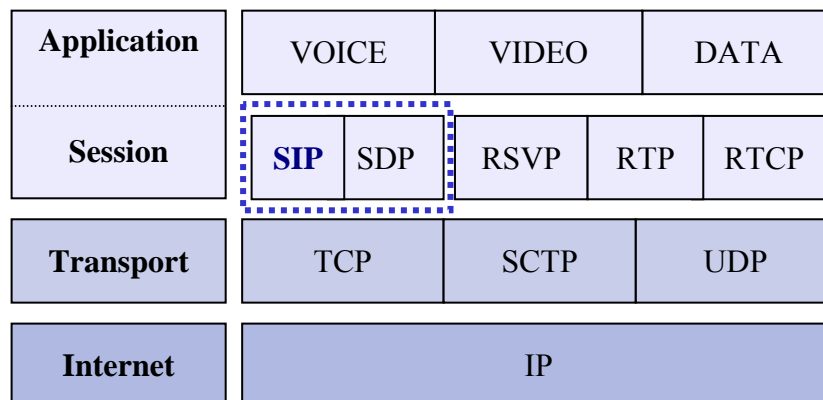 Application VOICE VIDEO DATA
Session SIP SDP RSVP RTP RTCP
Transport TCP SCTP UDP
Internet IP